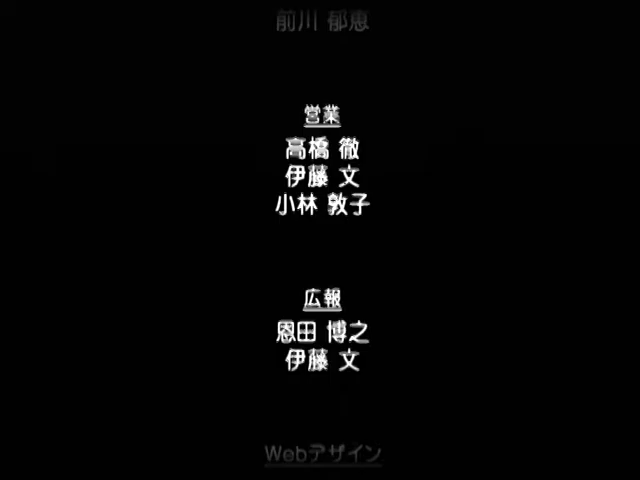 前川 郁恵
営業
高橋 徹
伊藤 文
小林 敦子
広報
恩田 博之
伊藤 文
Webデザイン